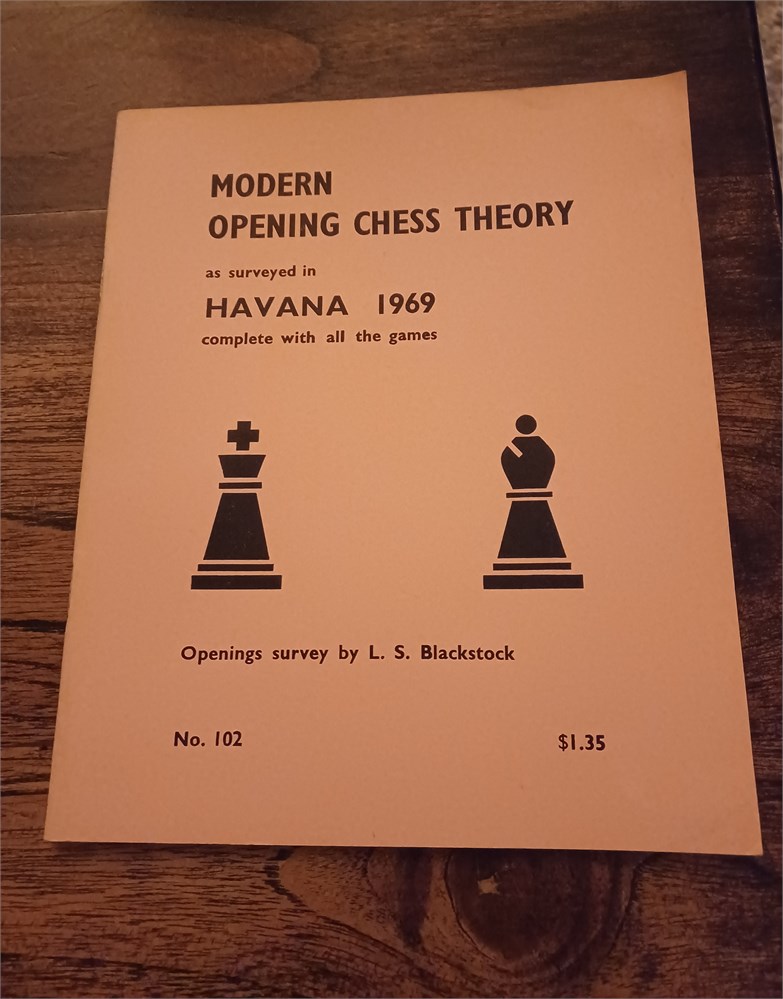 MODERN
OPENING CHESS THEORY
as surveyed in
HAVANA 1969
complete with all the games
Openings survey by L. S. Blackstock
No. 102 $1.35